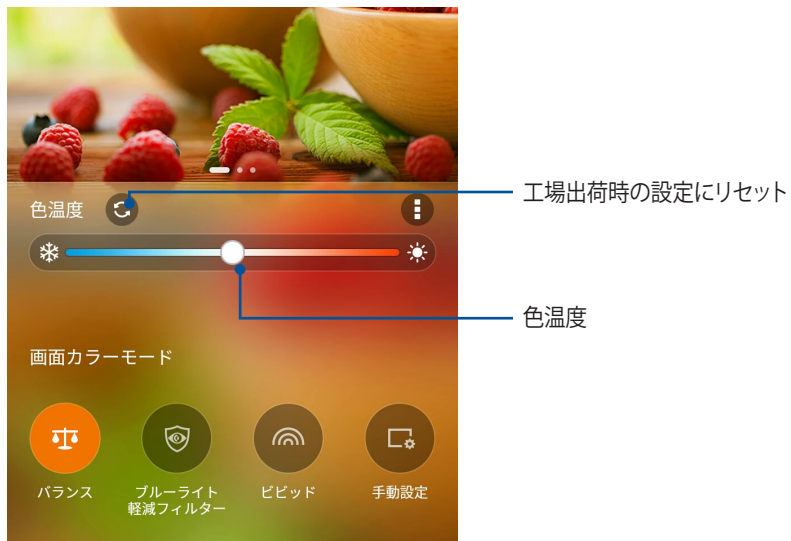 色温度
工場出荷時の設定にリセット
色温度
画面カラーモード
バランス
ブルーライト
軽減フィルター
ビビッド
手動設定